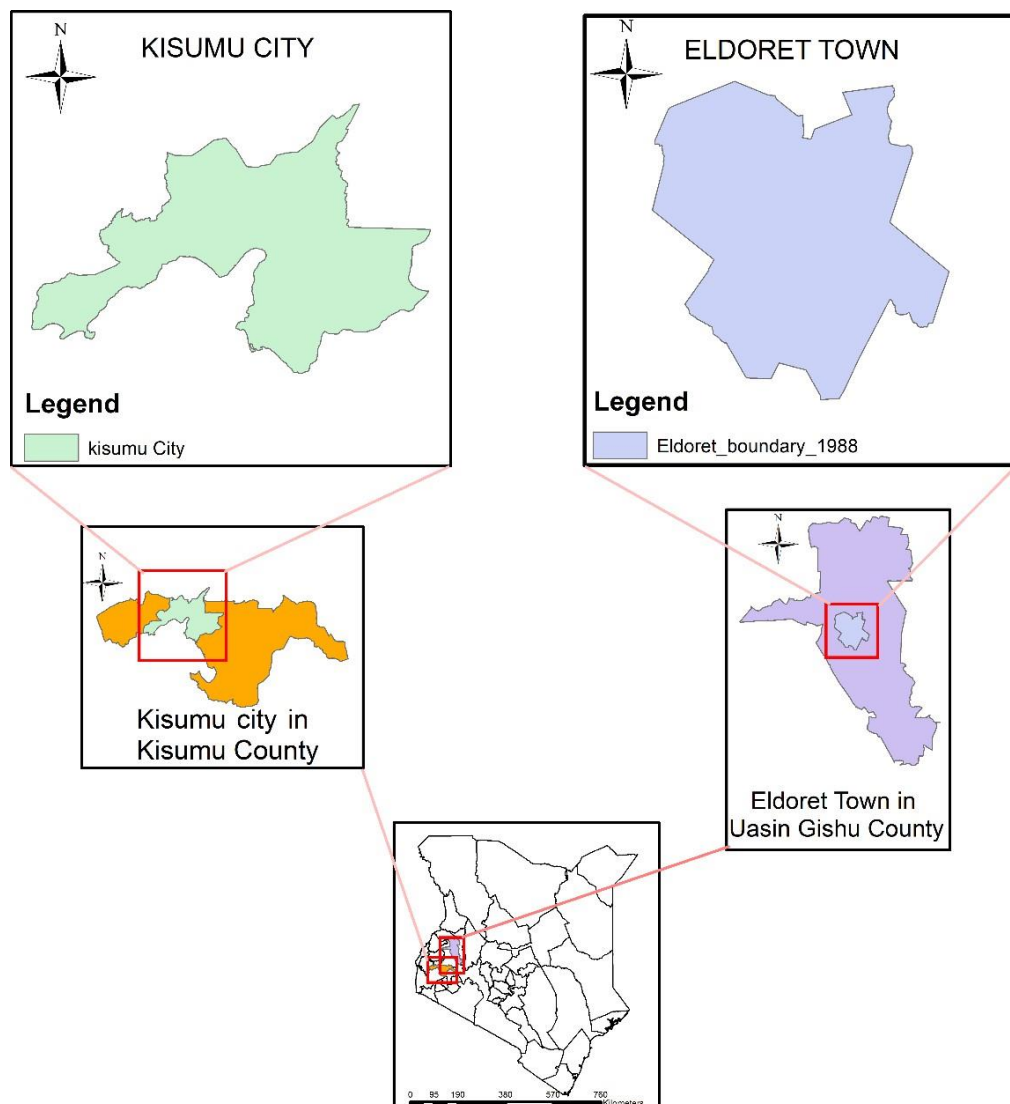 N
KISUMU CITY
Legend
kisumu City
N
ELDORET TOWN
Legend
Eldoret_boundary_1988
N
Kisumu city in
Kisumu County
N
Eldoret Town in
Uasin Gishu County
0 95 190 380 570 760
Kilometers